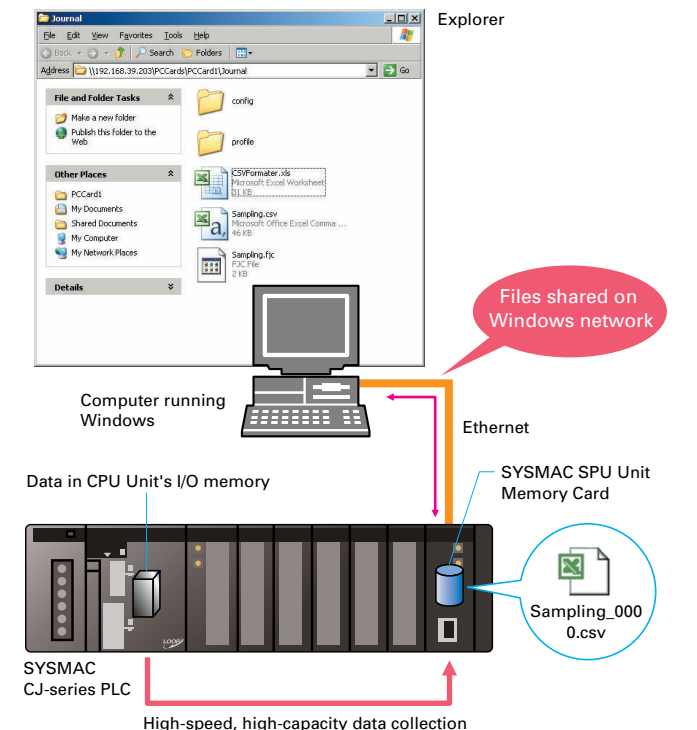 Journal
Explorer
File Edit View Favorites Tools Help
Back Search Folders
Address \\192.168.39.203\PCCards\PCCard1\Journal Go
File and Folder Tasks
Make a new folder
Publish this folder to the
Web
Other Places
PCCard1
My Documents
Shared Documents
My Computer
My Network Places
Details
config
profile
CSVFormater.xls
Microsoft Excel Worksheet
31 KB
Sampling.csv
Microsoft Office Excel Comma ...
46 KB
Sampling.fjc
FJC File
2 KB
Files shared on
Windows network
Computer running
Windows
Ethernet
Data in CPU Unit's I/O memory
SYSMAC SPU Unit
Memory Card
Sampling_000
0.csv
LOOP
SYSMAC
CJ-series PLC
High-speed, high-capacity data collection